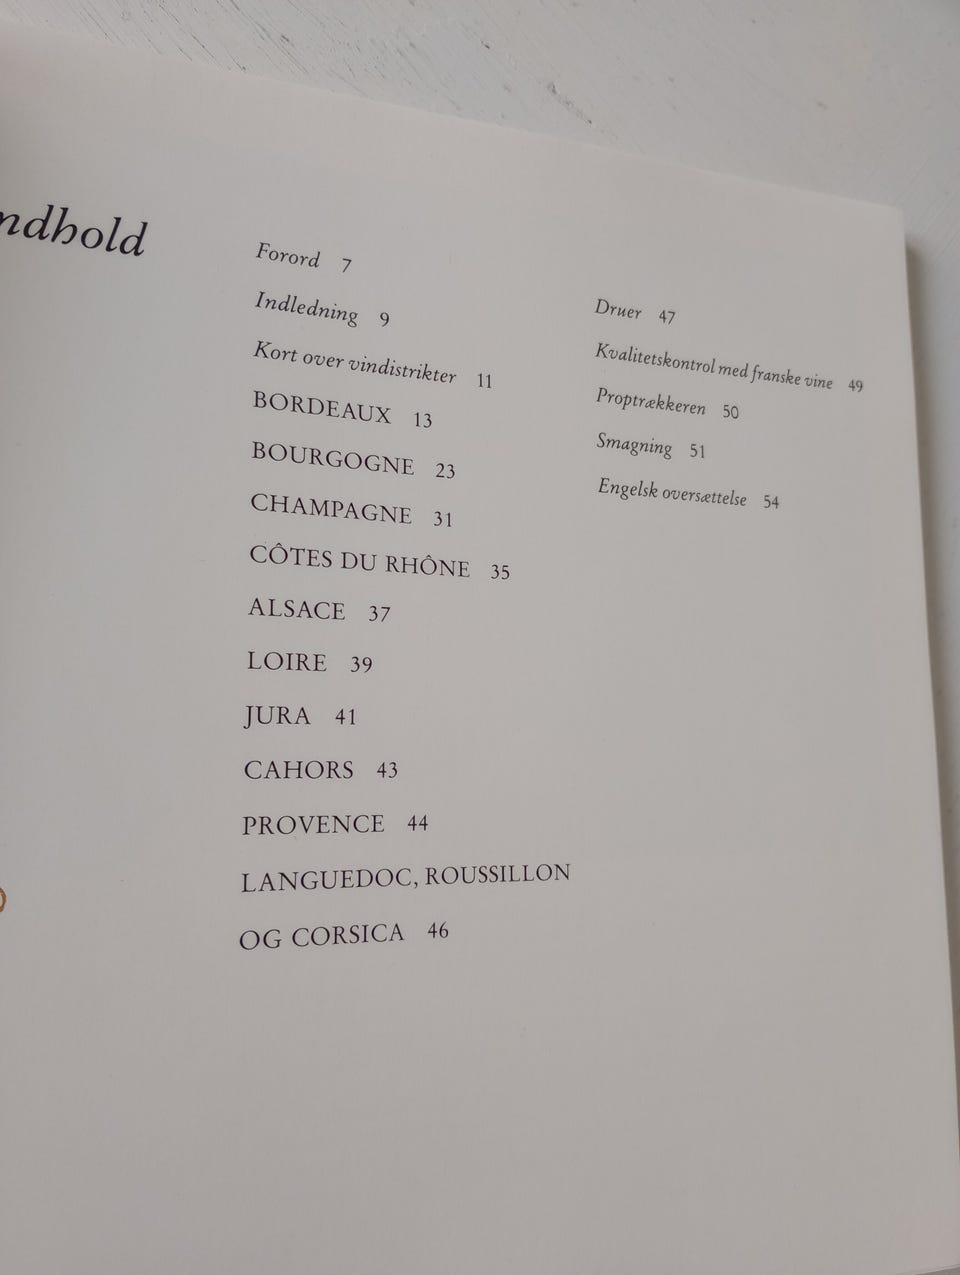 ndhold
Forord 7
Indledning 9
Kort over vindistrikter 11
BORDEAUX 13
BOURGOGNE 23
CHAMPAGNE 31
CÔTES DU RHÔNE 35
ALSACE 37
LOIRE 39
JURA 41
CAHORS 43
PROVENCE 44
LANGUEDOC, ROUSSILLON
OG CORSICA 46
Druer 47
Kvalitetskontrol med franske vine 49
Proptrækkeren 50
Smagning 51
Engelsk oversættelse 54